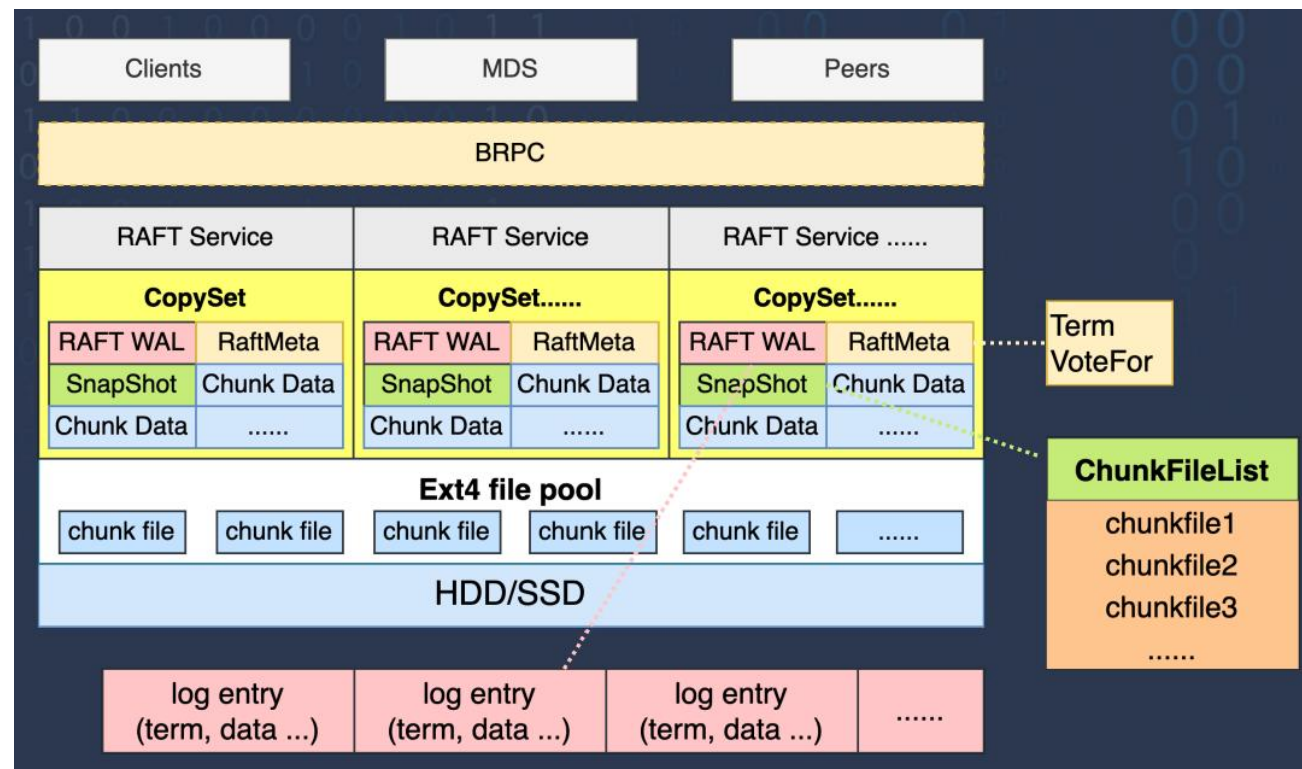 Clients
MDS
Peers
BRPC
RAFT Service
RAFT Service
RAFT Service ......
CopySet
CopySet......
CopySet......
RAFT WAL
RaftMeta
RAFT WAL
RaftMeta
RAFT WAL
RaftMeta
SnapShot
Chunk Data
SnapShot
Chunk Data
SnapShot
Chunk Data
Chunk Data
......
Chunk Data
......
Chunk Data
......
Term
VoteFor
Ext4 file pool
chunk file
chunk file
chunk file
chunk file
chunk file
......
HDD/SSD
ChunkFileList
chunkfile1
chunkfile2
chunkfile3
......
log entry
(term, data ...)
log entry
(term, data ...)
log entry
(term, data ...)
......